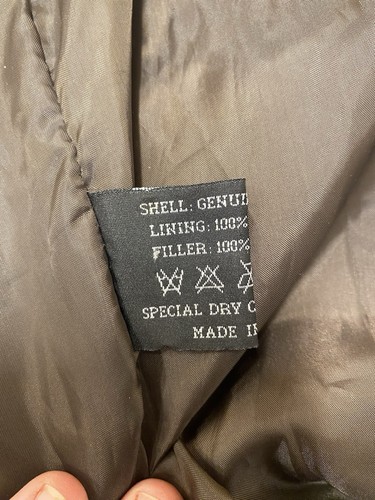 SHELL: GENUI
LINING: 100%
FILLER: 100%
SPECIAL DRY C
MADE IN